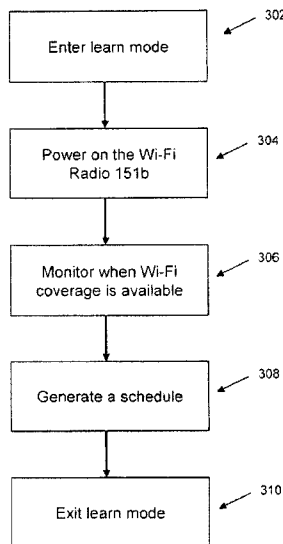 302
Enter learn mode
304
Power on the Wi-Fi
Radio 151b
306
Monitor when Wi-Fi
coverage is available
308
Generate a schedule
310
Exit learn mode